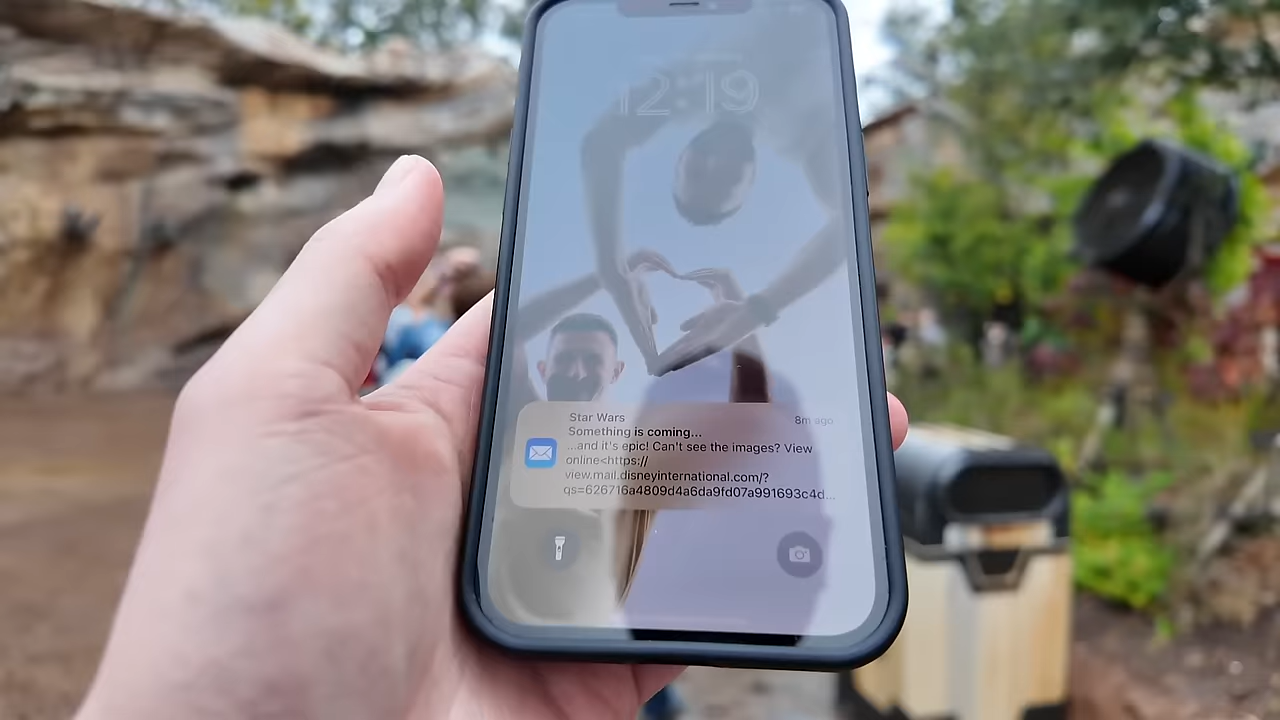 12:19
Star Wars
8m ago
Something is coming...
...and it's epic! Can't see the images? View
online<https://
view.mail.disneyinternational.com/?
qs=626716a4809d4a6da9fd07a991693c4d...